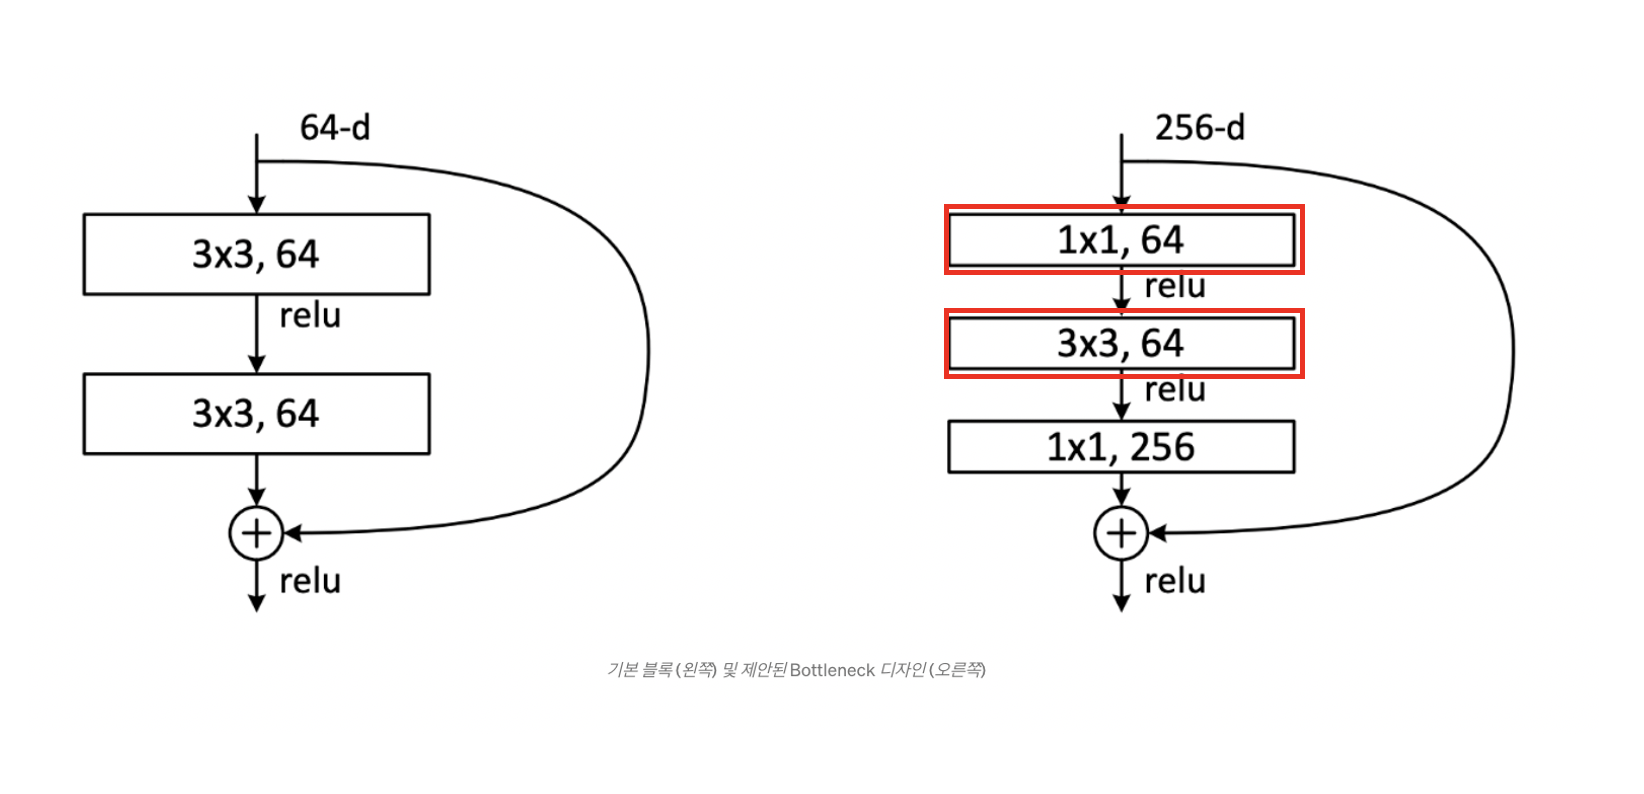 64-d
3x3, 64
relu
3x3, 64
relu
256-d
1x1, 64
relu
3x3, 64
relu
1x1, 256
relu
기본 블록 (왼쪽) 및 제안된 Bottleneck 디자인 (오른쪽)